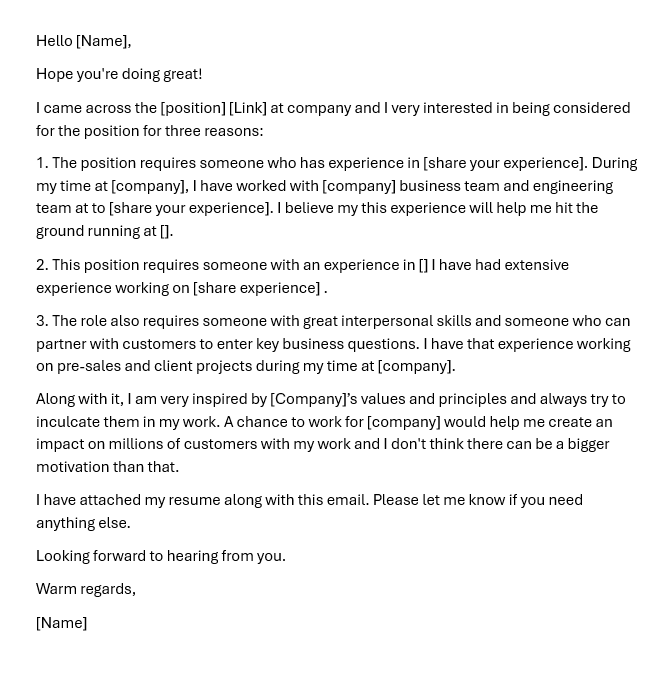 Hello [Name],
Hope you're doing great!
I came across the [position] [Link] at company and I very interested in being considered
for the position for three reasons:
1. The position requires someone who has experience in [share your experience]. During
my time at [company], I have worked with [company] business team and engineering
team at to [share your experience]. I believe my this experience will help me hit the
ground running at [].
2. This position requires someone with an experience in [] I have had extensive
experience working on [share experience] .
3. The role also requires someone with great interpersonal skills and someone who can
partner with customers to enter key business questions. I have that experience working
on pre-sales and client projects during my time at [company].
Along with it, I am very inspired by [Company]’s values and principles and always try to
inculcate them in my work. A chance to work for [company] would help me create an
impact on millions of customers with my work and I don't think there can be a bigger
motivation than that.
I have attached my resume along with this email. Please let me know if you need
anything else.
Looking forward to hearing from you.
Warm regards,
[Name]